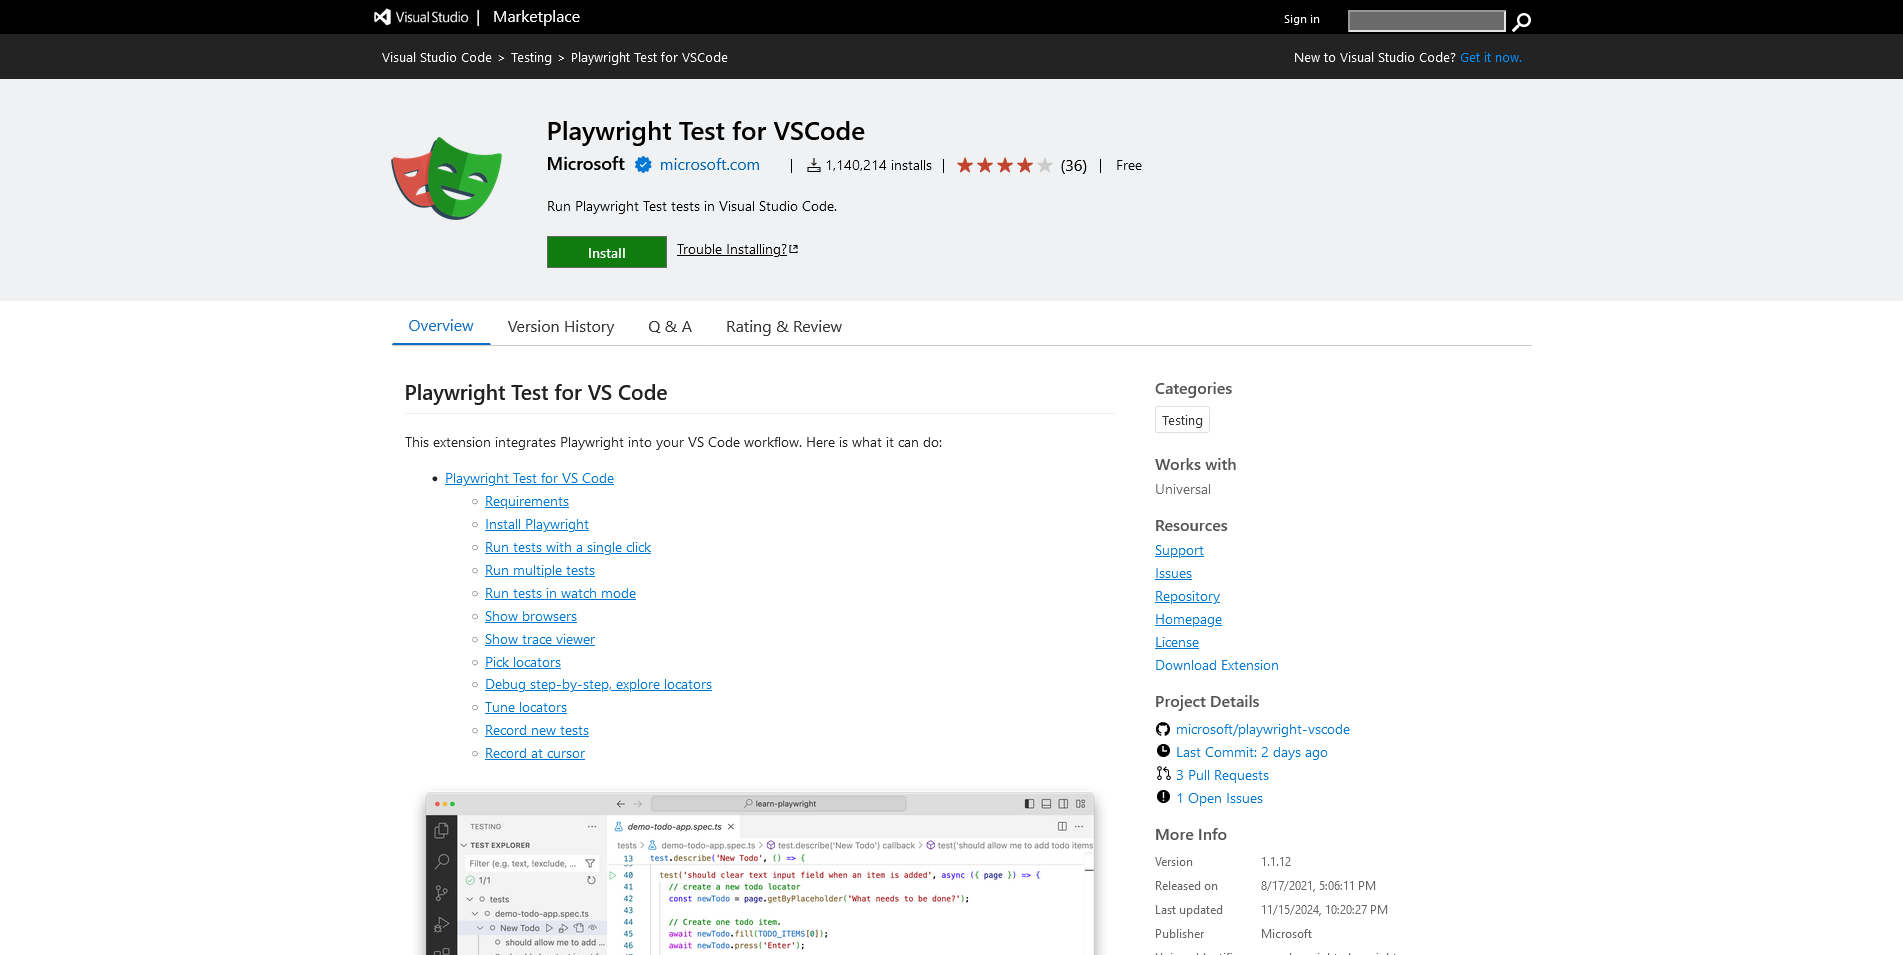 Visual Studio | Marketplace
Sign in
Visual Studio Code > Testing > Playwright Test for VSCode
New to Visual Studio Code? Get it now.
Playwright Test for VSCode
Microsoft microsoft.com | 1,140,214 installs | (36) | Free
Run Playwright Test tests in Visual Studio Code.
Install Trouble Installing?
Overview Version History Q & A Rating & Review
Playwright Test for VS Code
This extension integrates Playwright into your VS Code workflow. Here is what it can do:
Playwright Test for VS Code
Requirements
Install Playwright
Run tests with a single click
Run multiple tests
Run tests in watch mode
Show browsers
Show trace viewer
Pick locators
Debug step-by-step, explore locators
Tune locators
Record new tests
Record at cursor
learn-playwright
TESTING ...
demo-todo-app.spec.ts
TEST EXPLORER
Filter (e.g. text, !exclude, ...
1/1
tests
demo-todo-app.spec.ts
New Todo
should allow me to add ...
tests > demo-todo-app.spec.ts > test.describe('New Todo') callback > test('should allow me to add todo items
13 test.describe('New Todo', () => {
40 test('should clear text input field when an item is added', async ({ page }) => {
41 // create a new todo locator
42 const newTodo = page.getByPlaceholder('What needs to be done?');
43
44 // Create one todo item.
45 await newTodo.fill(TODO_ITEMS[0]);
46 await newTodo.press('Enter');
Categories
Testing
Works with
Universal
Resources
Support
Issues
Repository
Homepage
License
Download Extension
Project Details
microsoft/playwright-vscode
Last Commit: 2 days ago
3 Pull Requests
1 Open Issues
More Info
Version 1.1.12
Released on 8/17/2021, 5:06:11 PM
Last updated 11/15/2024, 10:20:27 PM
Publisher Microsoft